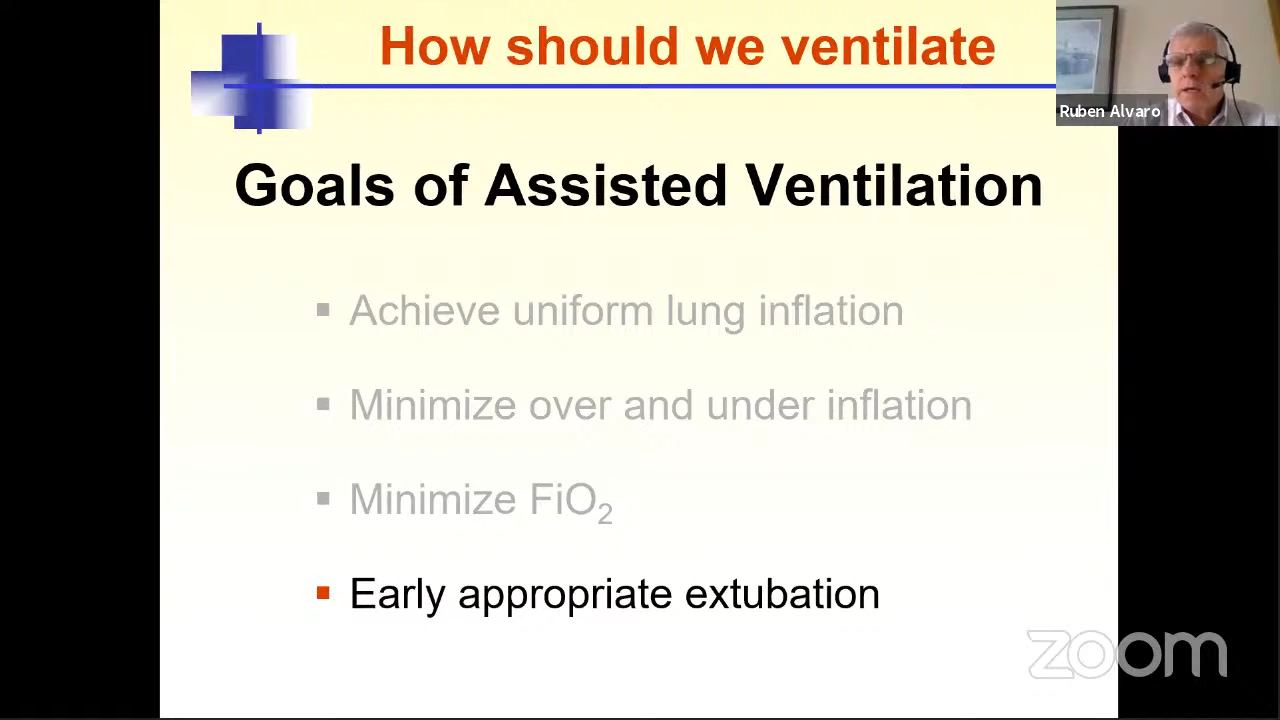 How should we ventilate
Ruben Alvaro
Goals of Assisted Ventilation
▪ Achieve uniform lung inflation
▪ Minimize over and under inflation
▪ Minimize FiO₂
▪ Early appropriate extubation
zoom